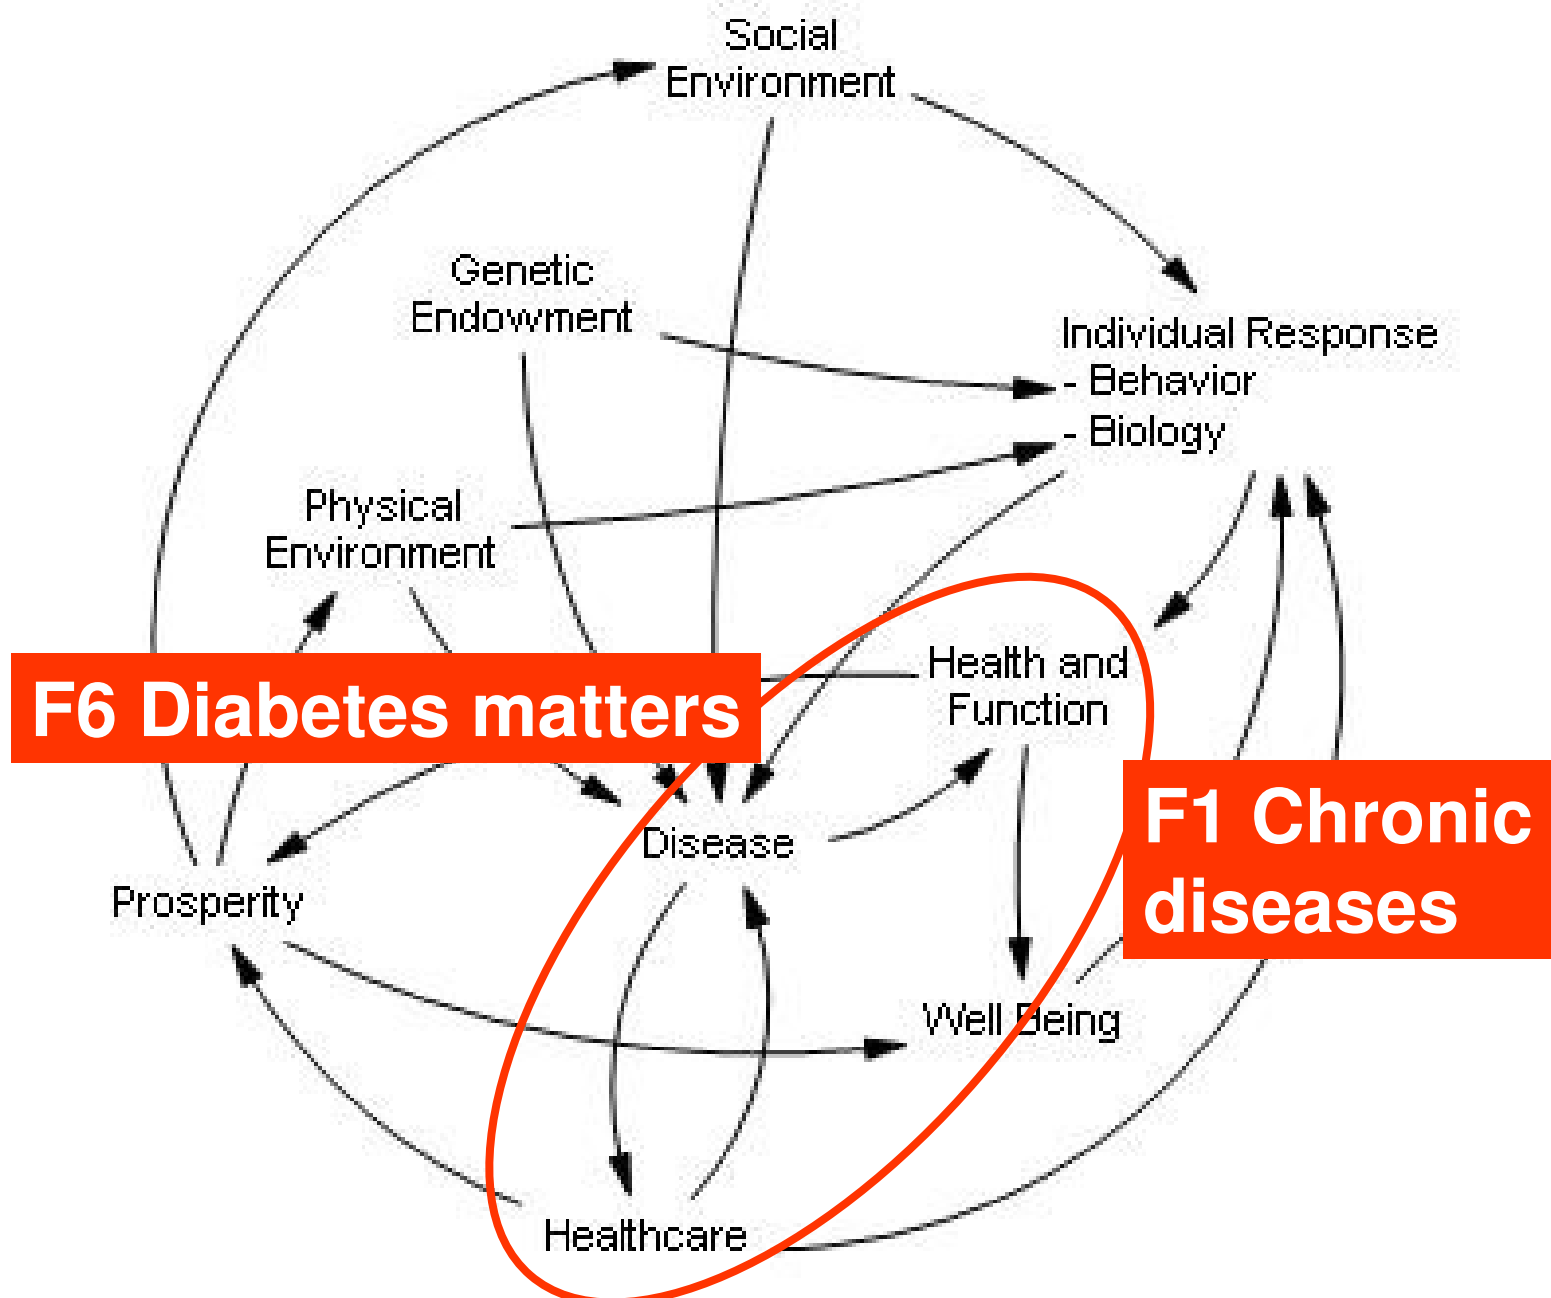 Social
Environment
Genetic
Endowment
Individual Response
- Behavior
- Biology
Physical
Environment
Health and
Function
F6 Diabetes matters
F1 Chronic
diseases
Disease
Prosperity
Well Being
Healthcare